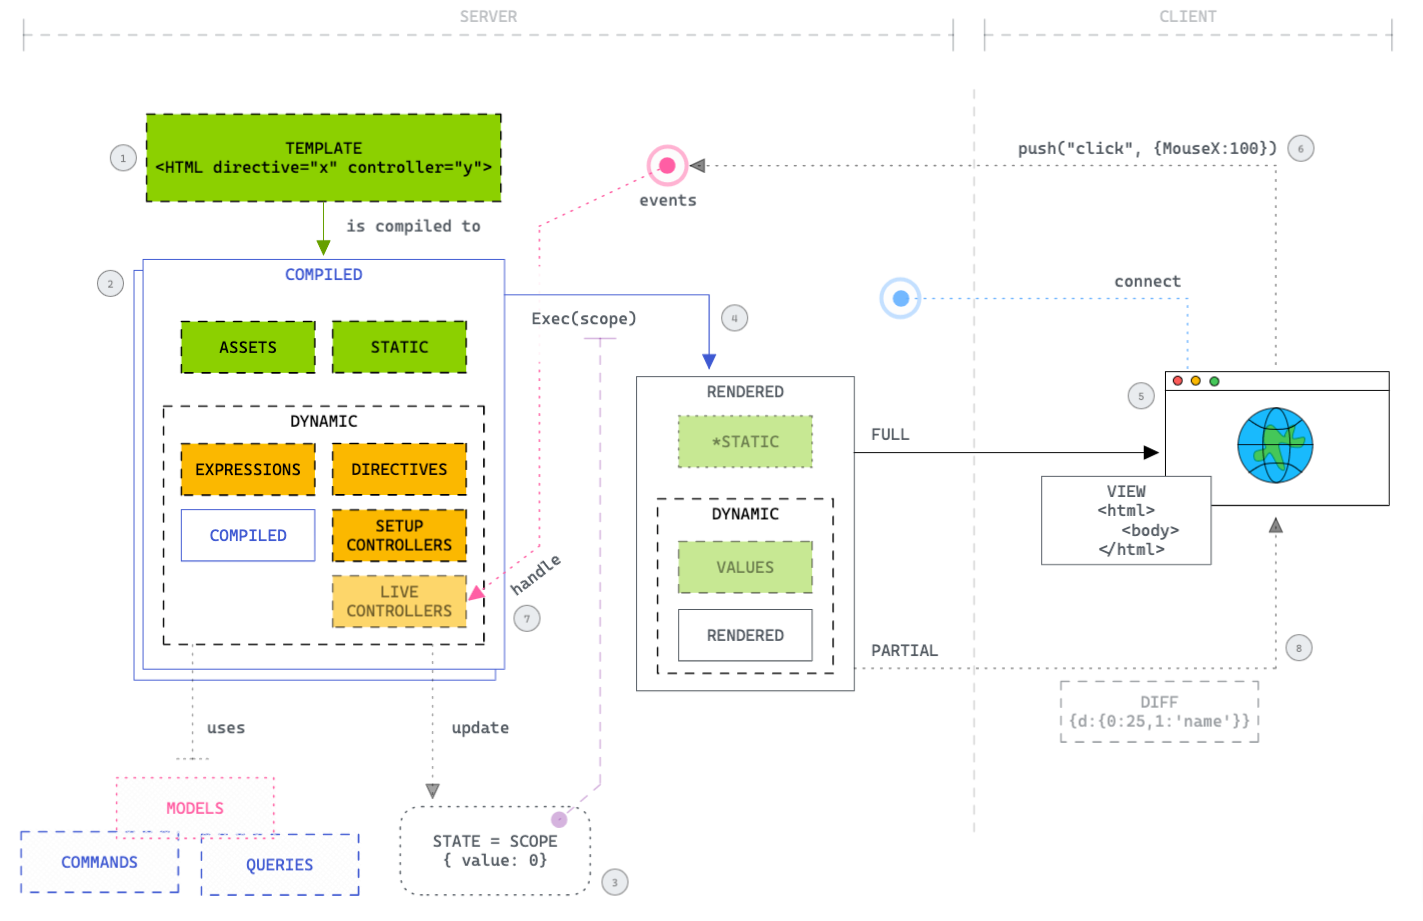 SERVER
CLIENT
1
TEMPLATE
<HTML directive="x" controller="y">
push("click", {MouseX:100})
6
events
is compiled to
2
COMPILED
connect
Exec(scope)
4
ASSETS
STATIC
RENDERED
5
DYNAMIC
*STATIC
FULL
EXPRESSIONS
DIRECTIVES
VIEW
<html>
<body>
</html>
COMPILED
SETUP
CONTROLLERS
DYNAMIC
VALUES
handle
LIVE
CONTROLLERS
7
RENDERED
PARTIAL
8
DIFF
{d:{0:25,1:'name'}}
uses
update
MODELS
COMMANDS
QUERIES
STATE = SCOPE
{ value: 0}
3